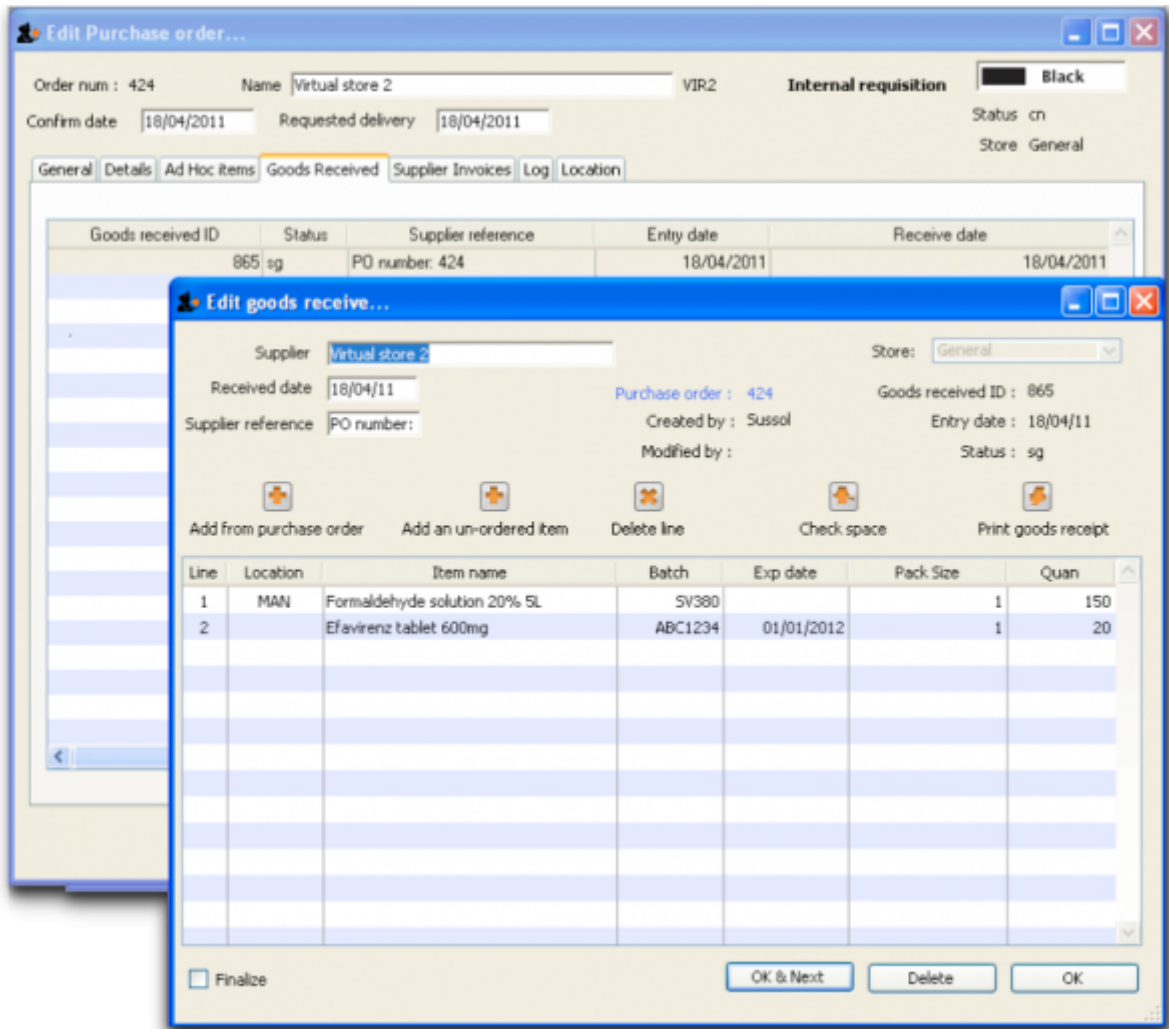 Edit Purchase order...
Order num : 424 Name Virtual store 2 VIR2 Internal requisition Black
Confirm date 18/04/2011 Requested delivery 18/04/2011 Status cn
Store General
General Details Ad Hoc items Goods Received Supplier Invoices Log Location
Goods received ID Status Supplier reference Entry date Receive date
865 sg PO number: 424 18/04/2011 18/04/2011
Edit goods receive...
Supplier Virtual store 2 Store: General
Received date 18/04/11 Purchase order : 424 Goods received ID : 865
Supplier reference PO number: Created by : Sussol Entry date : 18/04/11
Modified by : Status : sg
Add from purchase order Add an un-ordered item Delete line Check space Print goods receipt
Line Location Item name Batch Exp date Pack Size Quan
1 MAN Formaldehyde solution 20% 5L SV380 1 150
2 Efavirenz tablet 600mg ABC1234 01/01/2012 1 20
Finalize OK & Next Delete OK